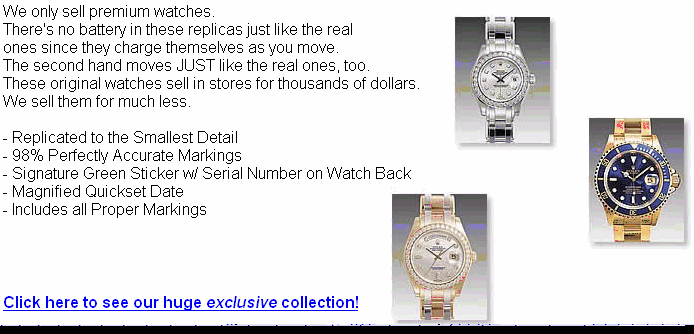 We only sell premium watches.
There's no battery in these replicas just like the real
ones since they charge themselves as you move.
The second hand moves JUST like the real ones, too.
These original watches sell in stores for thousands of dollars.
We sell them for much less.
- Replicated to the Smallest Detail
- 98% Perfectly Accurate Markings
- Signature Green Sticker w/ Serial Number on Watch Back
- Magnified Quickset Date
- Includes all Proper Markings
Click here to see our huge exclusive collection!